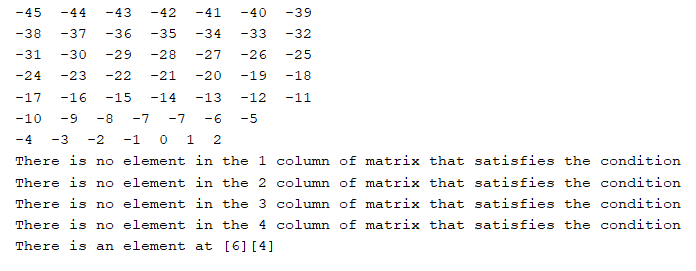 -45 -44 -43 -42 -41 -40 -39
-38 -37 -36 -35 -34 -33 -32
-31 -30 -29 -28 -27 -26 -25
-24 -23 -22 -21 -20 -19 -18
-17 -16 -15 -14 -13 -12 -11
-10 -9 -8 -7 -7 -6 -5
-4 -3 -2 -1 0 1 2
There is no element in the 1 column of matrix that satisfies the condition
There is no element in the 2 column of matrix that satisfies the condition
There is no element in the 3 column of matrix that satisfies the condition
There is no element in the 4 column of matrix that satisfies the condition
There is an element at [6][4]